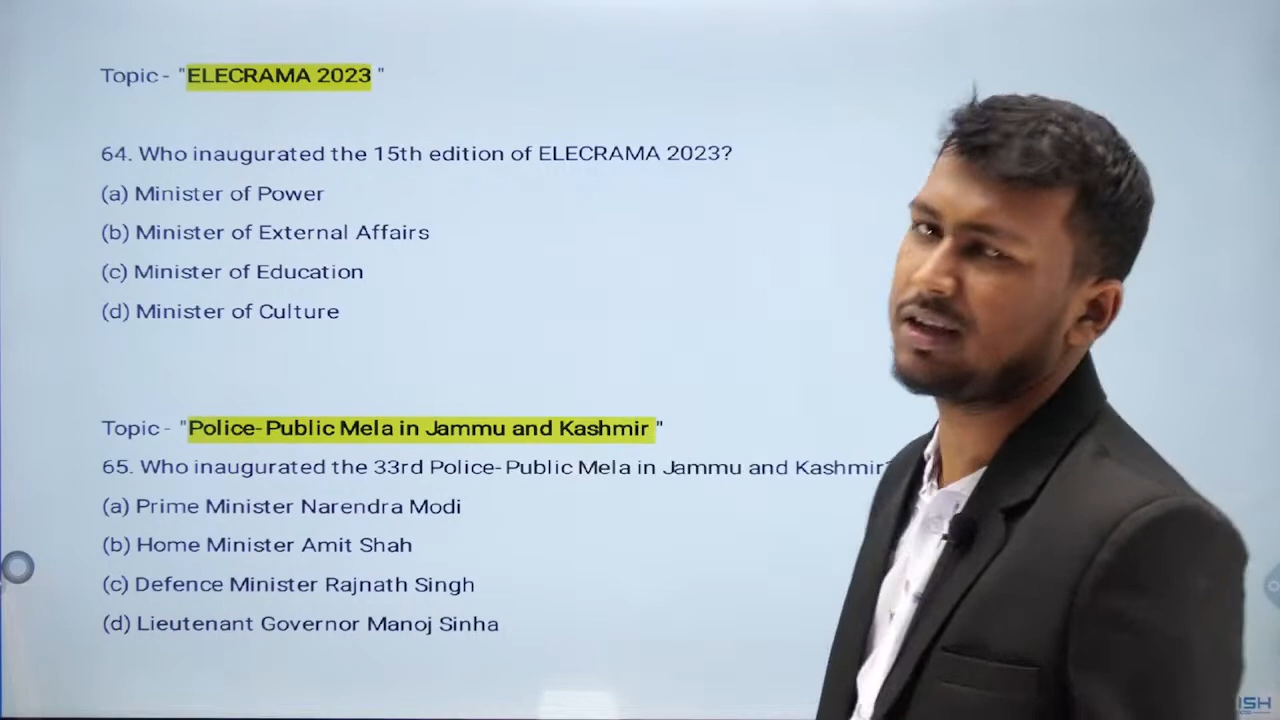 Topic - "ELECRAMA 2023 "
64. Who inaugurated the 15th edition of ELECRAMA 2023?
(a) Minister of Power
(b) Minister of External Affairs
(c) Minister of Education
(d) Minister of Culture
Topic - "Police-Public Mela in Jammu and Kashmir "
65. Who inaugurated the 33rd Police-Public Mela in Jammu and Kashmir?
(a) Prime Minister Narendra Modi
(b) Home Minister Amit Shah
(c) Defence Minister Rajnath Singh
(d) Lieutenant Governor Manoj Sinha
ISH